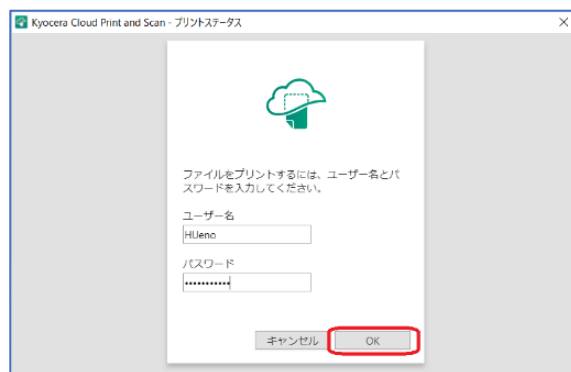 Kyocera Cloud Print and Scan - プリントステータス
ファイルをプリントするには、ユーザー名とパ
スワードを入力してください。
ユーザー名
HUeno
パスワード
•••••••••••
キャンセル
OK